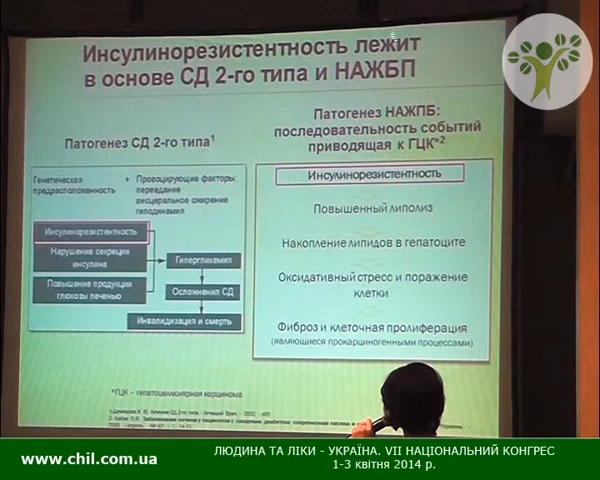 Инсулинорезистентность лежит
в основе СД 2-го типа и НАЖБП
Патогенез СД 2-го типа¹
Генетическая
предрасположенность
+ Провоцирующие факторы:
переедание
висцеральное ожирение
гиподинамия
Инсулинорезистентность
Нарушение секреции
инсулина
Повышение продукции
глюкозы печенью
Гипергликемия
Осложнения СД
Инвалидизация и смерть
Патогенез НАЖПБ:
последовательность событий
приводящая к ГЦК*²
Инсулинорезистентность
Повышенный липолиз
Накопление липидов в гепатоците
Оксидативный стресс и поражение
клетки
Фиброз и клеточная пролиферация
(являющиеся прокарциногенными процессами)
*ГЦК – гепатоцеллюлярная карцинома
www.chil.com.ua
ЛЮДИНА ТА ЛІКИ - УКРАЇНА. VII НАЦІОНАЛЬНИЙ КОНГРЕС
1-3 квітня 2014 р.